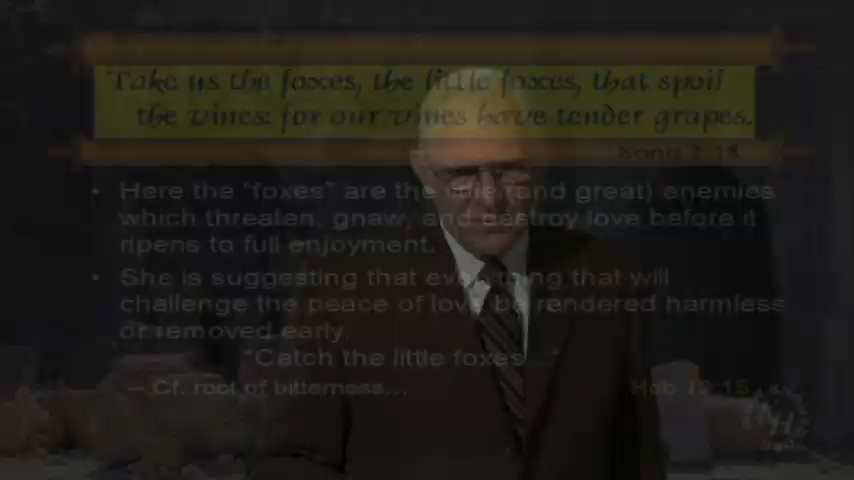 Take us the foxes, the little foxes, that spoil
the vines: for our vines have tender grapes.
Song 2:15
• Here the "foxes" are the little (and great) enemies
which threaten, gnaw, and destroy love before it
ripens to full enjoyment.
• She is suggesting that everything that will
challenge the peace of love be rendered harmless
or removed early.
"Catch the little foxes
– Cf. root of bitterness... Heb 12:15